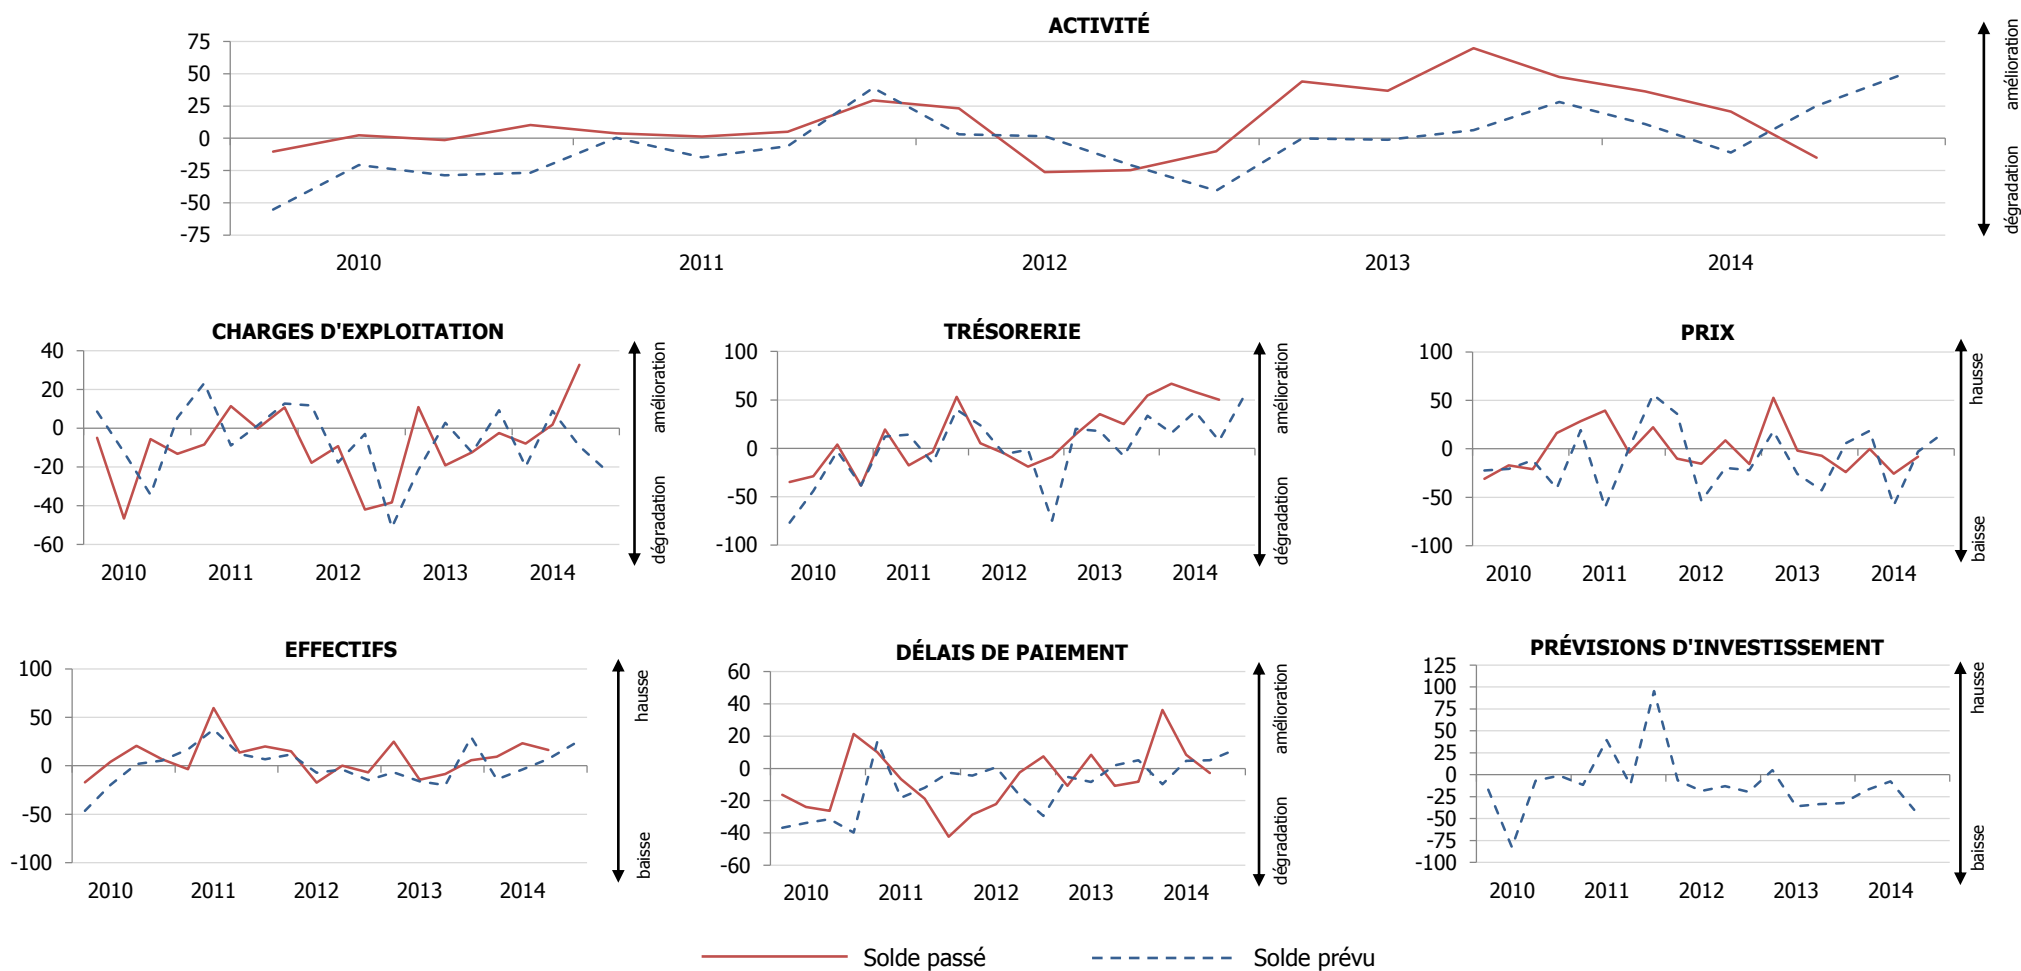 ACTIVITÉ
75
50
25
0
-25
-50
-75
2010 2011 2012 2013 2014
amélioration
dégradation
CHARGES D'EXPLOITATION
40
20
0
-20
-40
-60
2010 2011 2012 2013 2014
amélioration
dégradation
TRÉSORERIE
100
50
0
-50
-100
2010 2011 2012 2013 2014
amélioration
dégradation
PRIX
100
50
0
-50
-100
2010 2011 2012 2013 2014
hausse
baisse
EFFECTIFS
100
50
0
-50
-100
2010 2011 2012 2013 2014
hausse
baisse
DÉLAIS DE PAIEMENT
60
40
20
0
-20
-40
-60
2010 2011 2012 2013 2014
amélioration
dégradation
PRÉVISIONS D'INVESTISSEMENT
125
100
75
50
25
0
-25
-50
-75
-100
2010 2011 2012 2013 2014
hausse
baisse
Solde passé Solde prévu